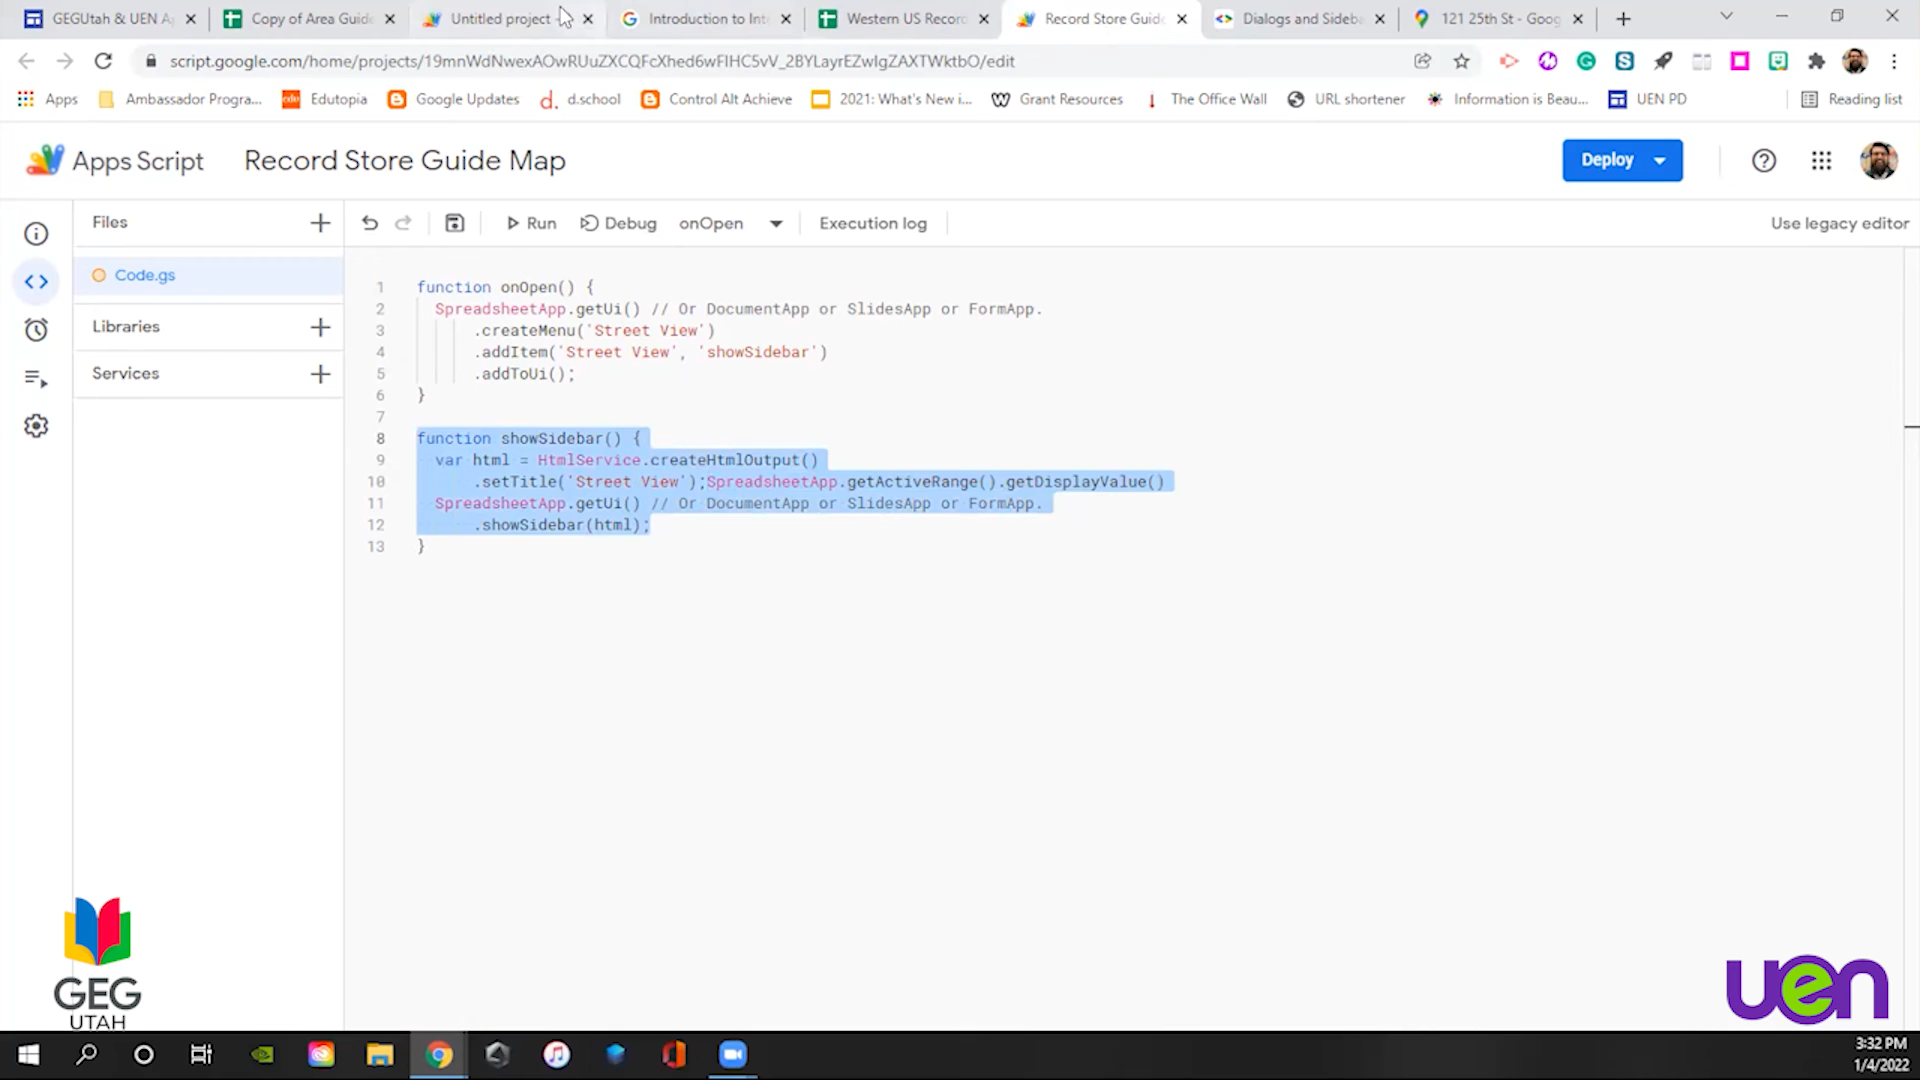 GEGUtah & UEN A
Copy of Area Guide
Untitled project -
Introduction to Int
Western US Record
Record Store Guid
Dialogs and Sideba
121 25th St - Goog
script.google.com/home/projects/19mnWdNwexAOwRUuZXCQFcXhed6wFIHC5vV_2BYLayrEZwIgZAXTWktbO/edit
Apps
Ambassador Progra...
Edutopia
Google Updates
d.school
Control Alt Achieve
2021: What's New i...
Grant Resources
The Office Wall
URL shortener
Information is Beau...
UEN PD
Reading list
Apps Script
Record Store Guide Map
Deploy
Files
Run
Debug
onOpen
Execution log
Use legacy editor
Code.gs
Libraries
Services
1 function onOpen() {
2 SpreadsheetApp.getUi() // Or DocumentApp or SlidesApp or FormApp.
3 .createMenu('Street View')
4 .addItem('Street View', 'showSidebar')
5 .addToUi();
6 }
7
8 function showSidebar() {
9 var html = HtmlService.createHtmlOutput()
10 .setTitle('Street View');SpreadsheetApp.getActiveRange().getDisplayValue()
11 SpreadsheetApp.getUi() // Or DocumentApp or SlidesApp or FormApp.
12 .showSidebar(html);
13 }
GEG
UTAH
uen
3:32 PM
1/4/2022